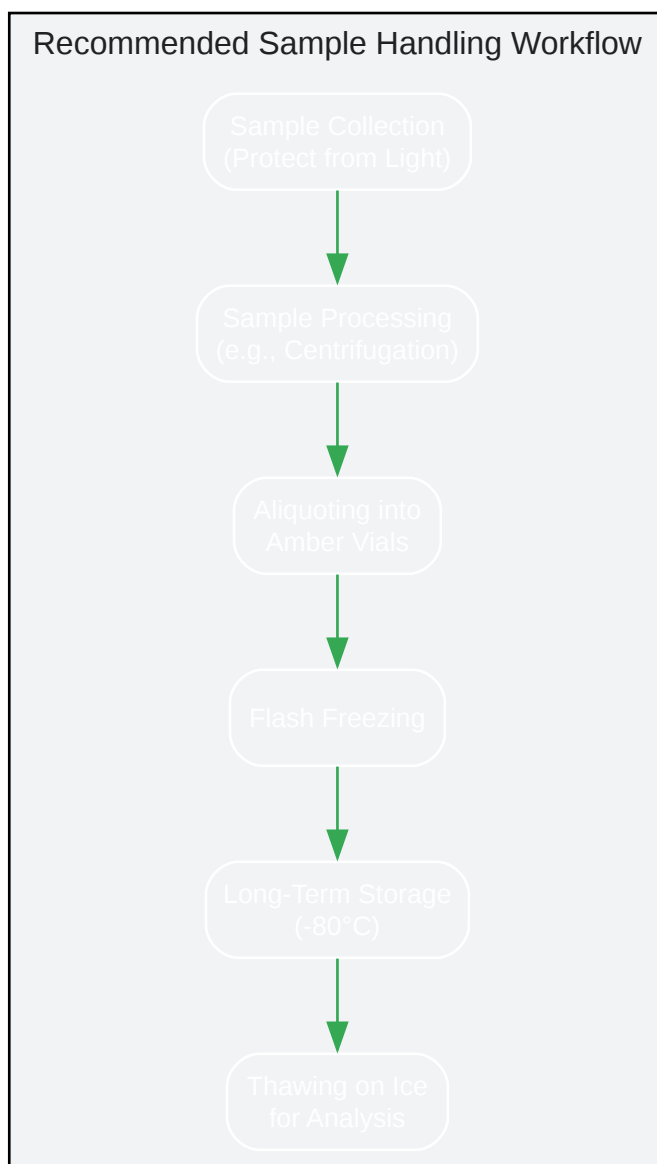 Recommended Sample Handling Workflow
Sample Collection
(Protect from Light)
Sample Processing
(e.g., Centrifugation)
Aliquoting into
Amber Vials
Flash Freezing
Long-Term Storage
(-80°C)
Thawing on Ice
for Analysis